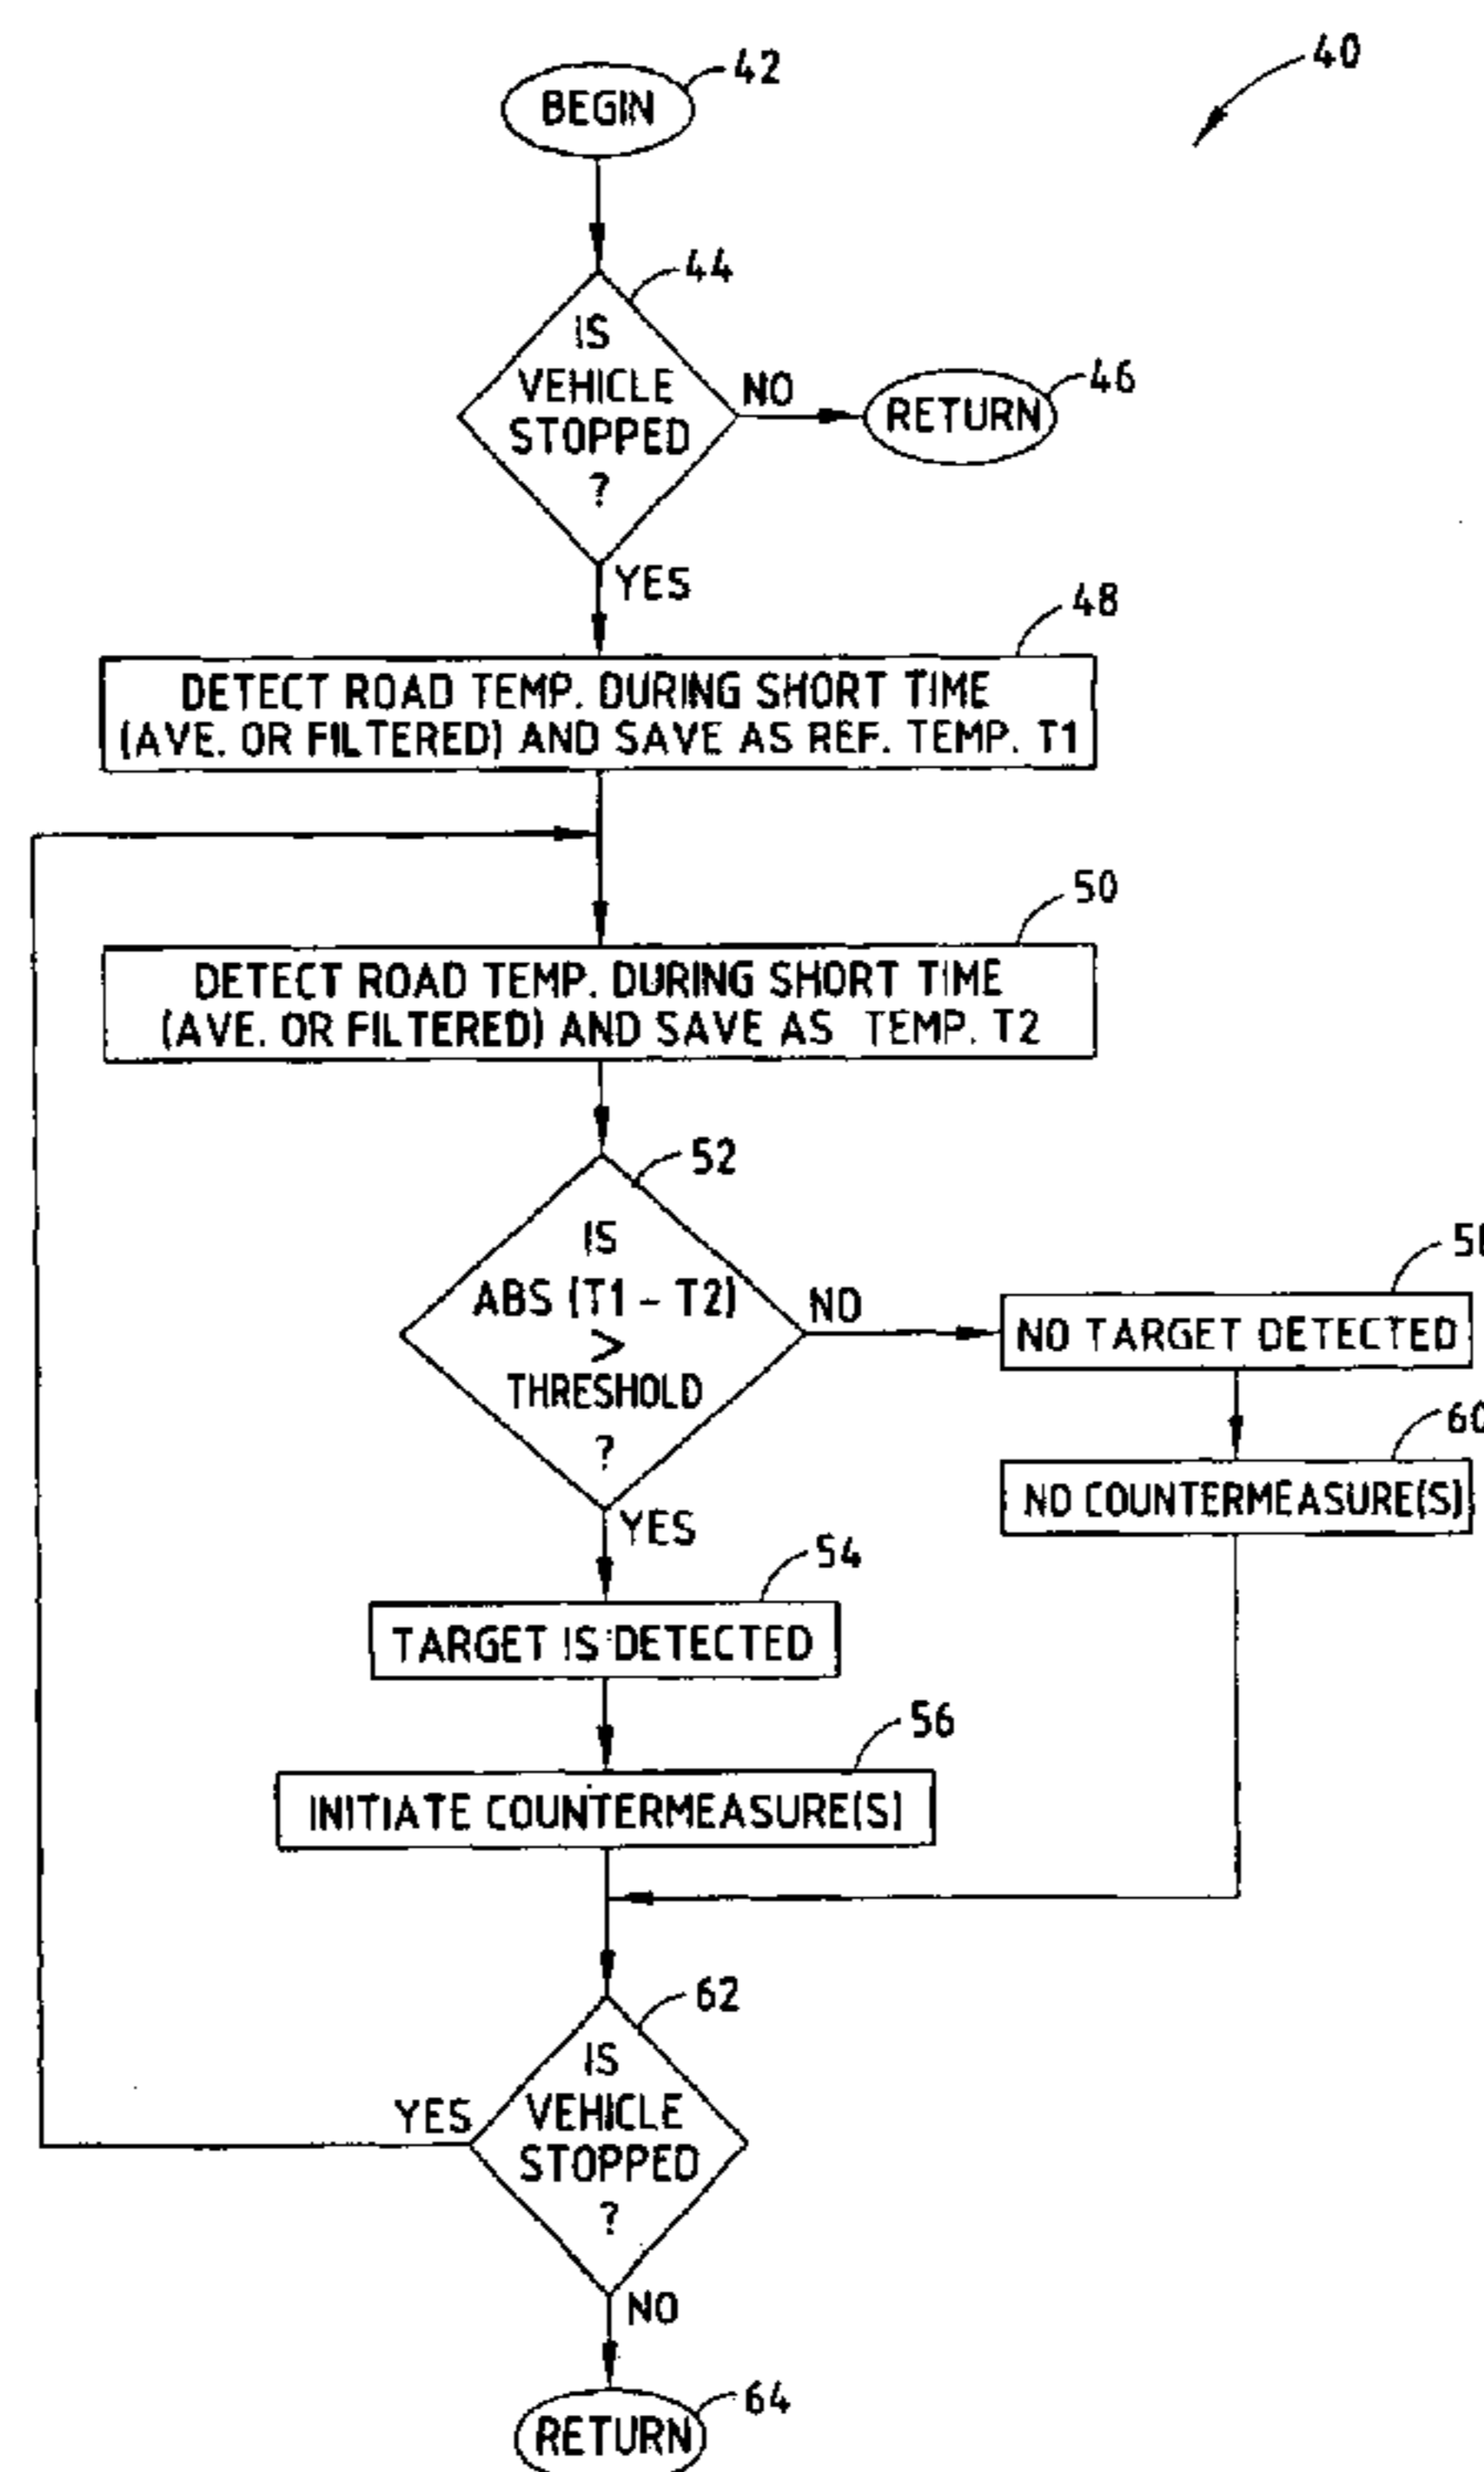 40
42
BEGIN
44
IS
VEHICLE
STOPPED
?
NO
46
RETURN
YES
48
DETECT ROAD TEMP. DURING SHORT TIME
(AVE. OR FILTERED) AND SAVE AS REF. TEMP. T1
50
DETECT ROAD TEMP. DURING SHORT TIME
(AVE. OR FILTERED) AND SAVE AS TEMP. T2
52
IS
ABS (T1 - T2)
>
THRESHOLD
?
NO
NO TARGET DETECTED
60
NO COUNTERMEASURE(S)
YES
54
TARGET IS DETECTED
56
INITIATE COUNTERMEASURE(S)
62
IS
VEHICLE
STOPPED
?
YES
NO
64
RETURN